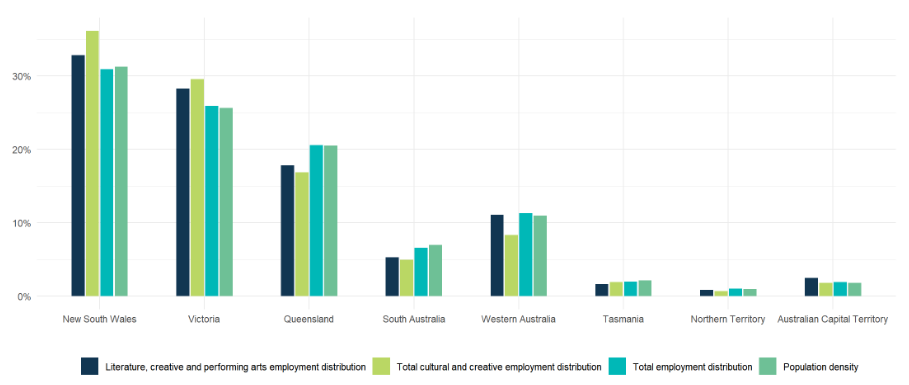 30%
20%
10%
0%
New South Wales Victoria Queensland South Australia Western Australia Tasmania Northern Territory Australian Capital Territory
Literature, creative and performing arts employment distribution Total cultural and creative employment distribution Total employment distribution Population density